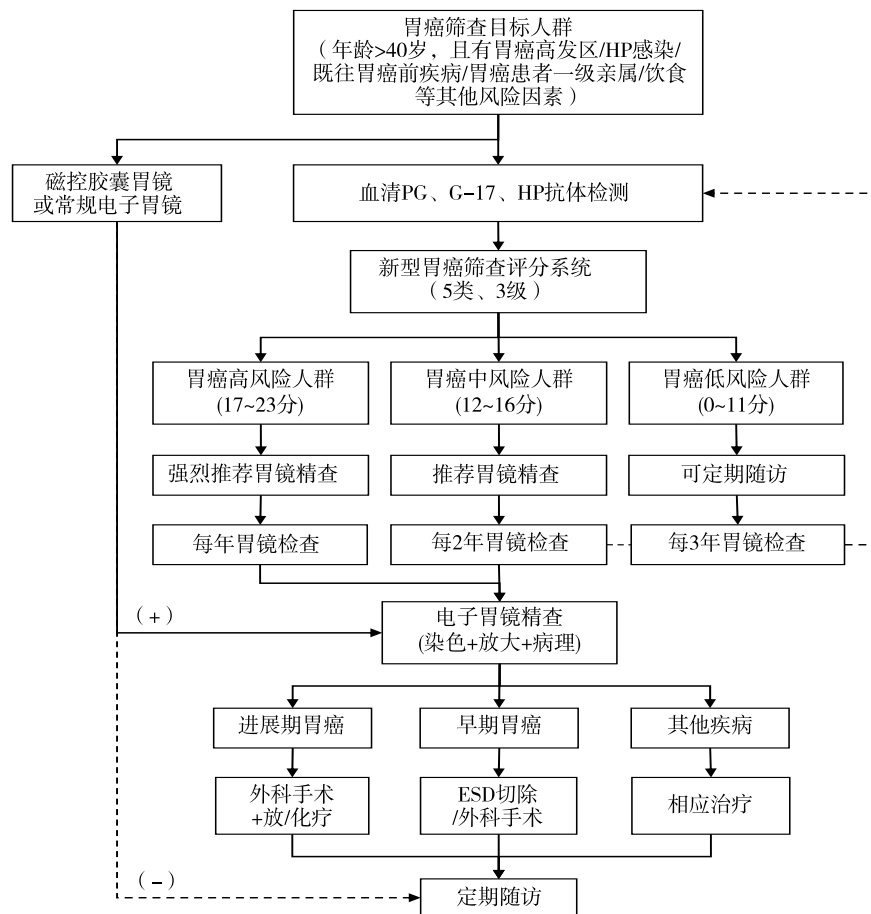 胃癌筛查目标人群
（年龄>40岁，且有胃癌高发区/HP感染/
既往胃癌前疾病/胃癌患者一级亲属/饮食
等其他风险因素）
磁控胶囊胃镜
或常规电子胃镜
血清PG、G-17、HP抗体检测
新型胃癌筛查评分系统
（5类、3级）
胃癌高风险人群
(17~23分)
胃癌中风险人群
(12~16分)
胃癌低风险人群
(0~11分)
强烈推荐胃镜精查
推荐胃镜精查
可定期随访
每年胃镜检查
每2年胃镜检查
每3年胃镜检查
（+）
电子胃镜精查
(染色+放大+病理)
进展期胃癌
早期胃癌
其他疾病
外科手术
+放/化疗
ESD切除
/外科手术
相应治疗
（-）
定期随访